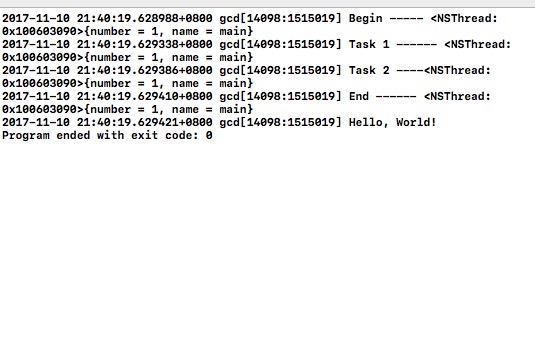 2017-11-10 21:40:19.628988+0800 gcd[14098:1515019] Begin ----- <NSThread:
0x100603090>{number = 1, name = main}
2017-11-10 21:40:19.629338+0800 gcd[14098:1515019] Task 1 ------ <NSThread:
0x100603090>{number = 1, name = main}
2017-11-10 21:40:19.629386+0800 gcd[14098:1515019] Task 2 ----<NSThread:
0x100603090>{number = 1, name = main}
2017-11-10 21:40:19.629410+0800 gcd[14098:1515019] End ------ <NSThread:
0x100603090>{number = 1, name = main}
2017-11-10 21:40:19.629421+0800 gcd[14098:1515019] Hello, World!
Program ended with exit code: 0